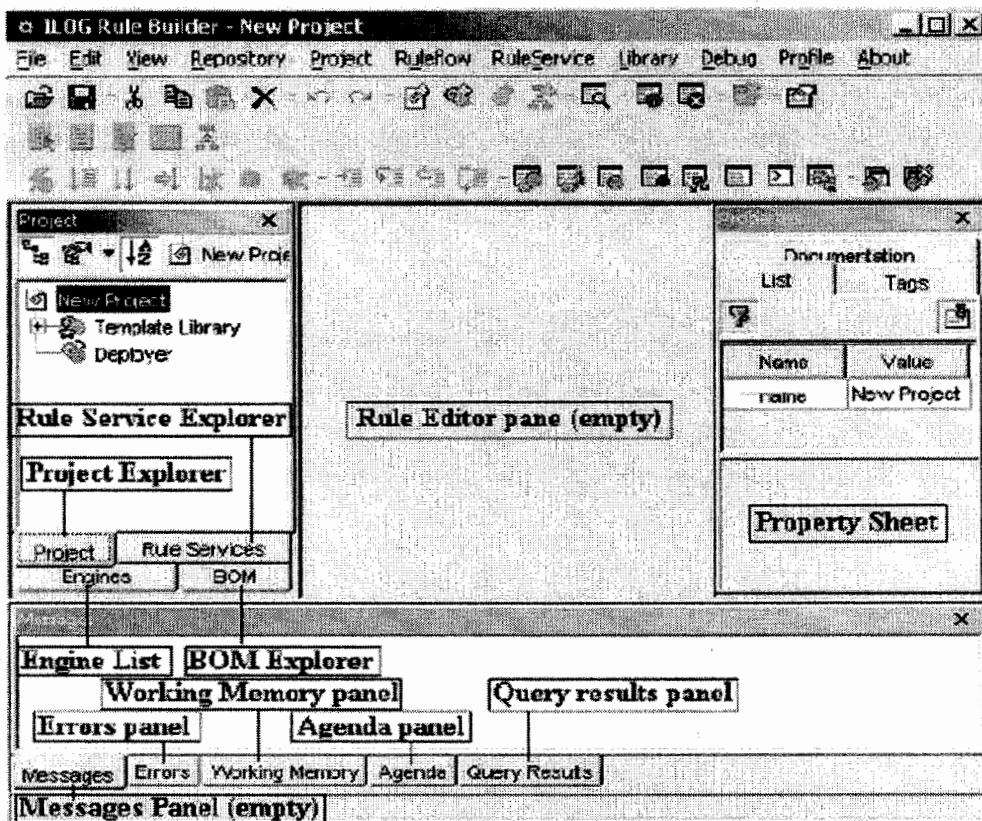 ILOG Rule Builder - New Project
File Edit View Repository Project Ruleflow RuleService Library Debug Profile About
Project
New Proje
New Project
Template Library
Deployer
Rule Service Explorer
Project Explorer
Project Rule Services
Engines BOM
Rule Editor pane (empty)
Documentation
List Tags
Name Value
name New Project
Property Sheet
Engine List BOM Explorer
Working Memory panel Query results panel
Errors panel Agenda panel
Messages Errors Working Memory Agenda Query Results
Messages Panel (empty)